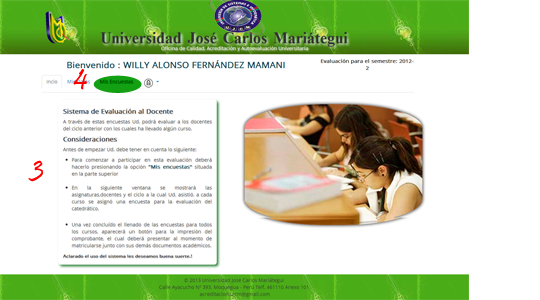 Universidad José Carlos Mariátegui
Oficina de Calidad, Acreditación y Autoevaluación Universitaria
Bienvenido : WILLY ALONSO FERNÁNDEZ MAMANI
Evaluación para el semestre: 2012-
2
Inicio
4
Mis Encuestas
Sistema de Evaluación al Docente
A través de estas encuestas Ud. podrá evaluar a los docentes
del ciclo anterior con los cuales ha llevado algún curso.
Consideraciones
Antes de empezar Ud. debe tener en cuenta lo siguiente:
3
• Para comenzar a participar en esta evaluación deberá
hacerlo presionando la opción "Mis encuestas" situada
en la parte superior
• En la siguiente ventana se mostrará las
asignaturas,docentes y el ciclo a la cual Ud. asistió, a cada
curso se asignó una encuesta para la evaluación del
catedrático.
• Una vez concluido el llenado de las encuestas para todos
los cursos, aparecerá un botón para la impresión del
comprobante, el cual deberá presentar al momento de
matricularse junto con sus demás documentos académicos.
Aclarado el uso del sistema les deseamos buena suerte.!
© 2013 Universidad José Carlos Mariátegui
Calle Ayacucho Nº 393, Moquegua - Perú Telf. 461110 Anexo 101